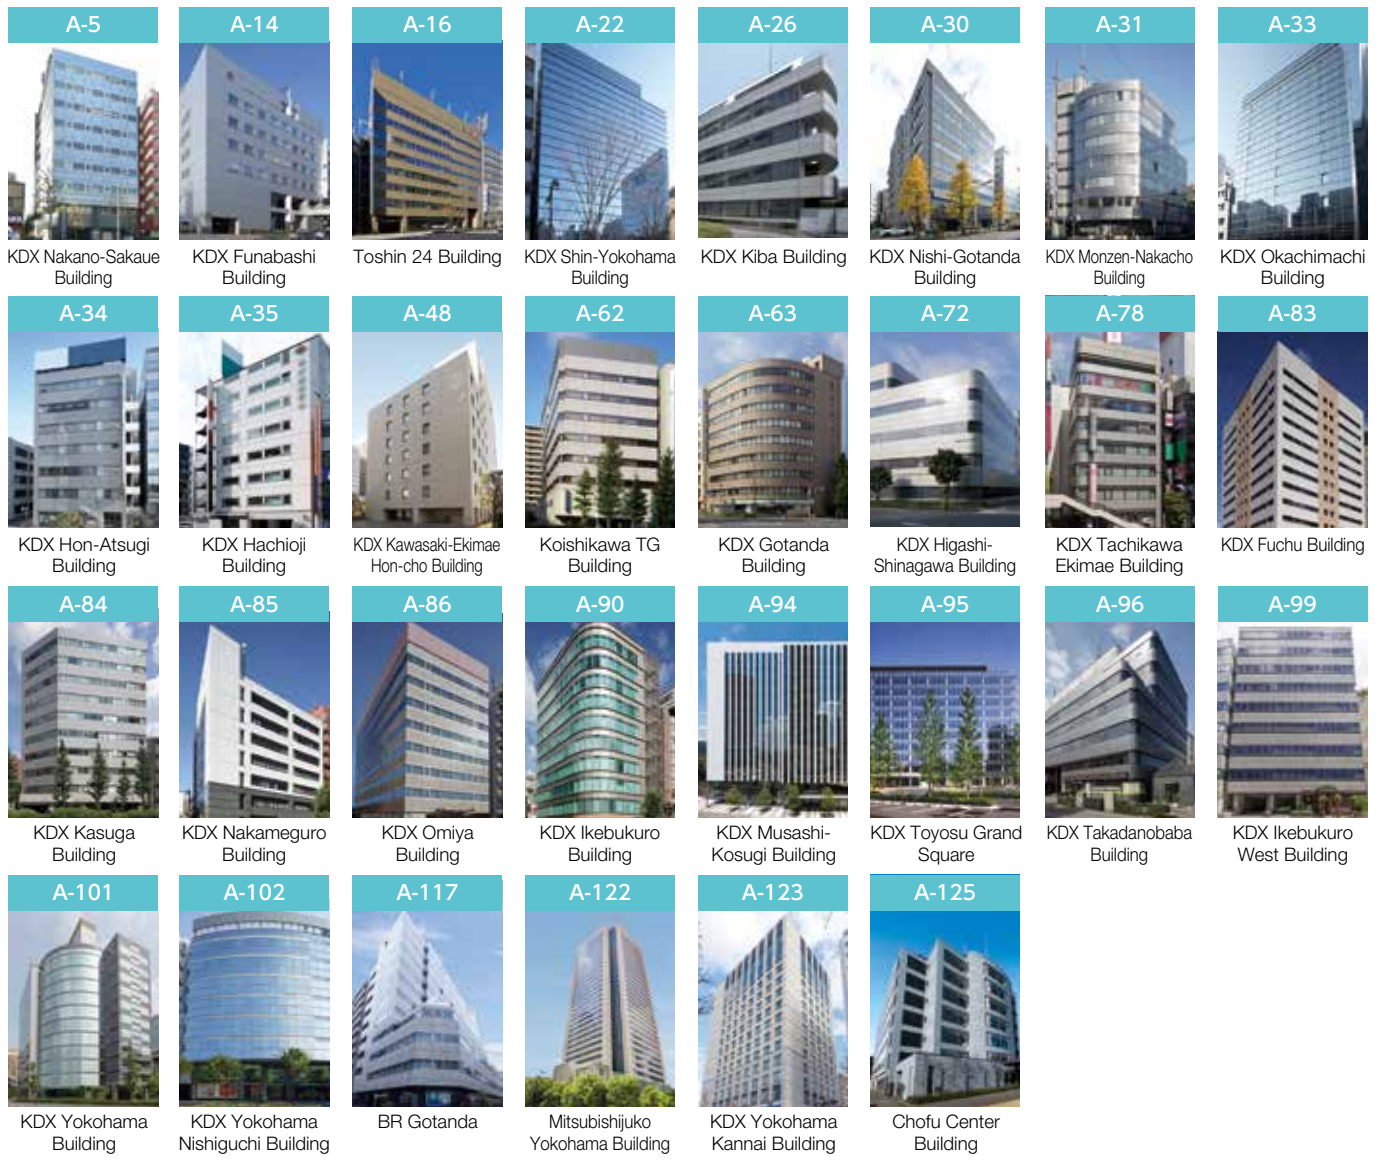 A-5
A-14
A-16
A-22
A-26
A-30
A-31
A-33
KDX Nakano-Sakaue
Building
KDX Funabashi
Building
Toshin 24 Building
KDX Shin-Yokohama
Building
KDX Kiba Building
KDX Nishi-Gotanda
Building
KDX Monzen-Nakacho
Building
KDX Okachimachi
Building
A-34
A-35
A-48
A-62
A-63
A-72
A-78
A-83
KDX Hon-Atsugi
Building
KDX Hachioji
Building
KDX Kawasaki-Ekimae
Hon-cho Building
Koishikawa TG
Building
KDX Gotanda
Building
KDX Higashi-
Shinagawa Building
KDX Tachikawa
Ekimae Building
KDX Fuchu Building
A-84
A-85
A-86
A-90
A-94
A-95
A-96
A-99
KDX Kasuga
Building
KDX Nakameguro
Building
KDX Omiya
Building
KDX Ikebukuro
Building
KDX Musashi-
Kosugi Building
KDX Toyosu Grand
Square
KDX Takadanobaba
Building
KDX Ikebukuro
West Building
A-101
A-102
A-117
A-122
A-123
A-125
KDX Yokohama
Building
KDX Yokohama
Nishiguchi Building
BR Gotanda
Mitsubishijuko
Yokohama Building
KDX Yokohama
Kannai Building
Chofu Center
Building